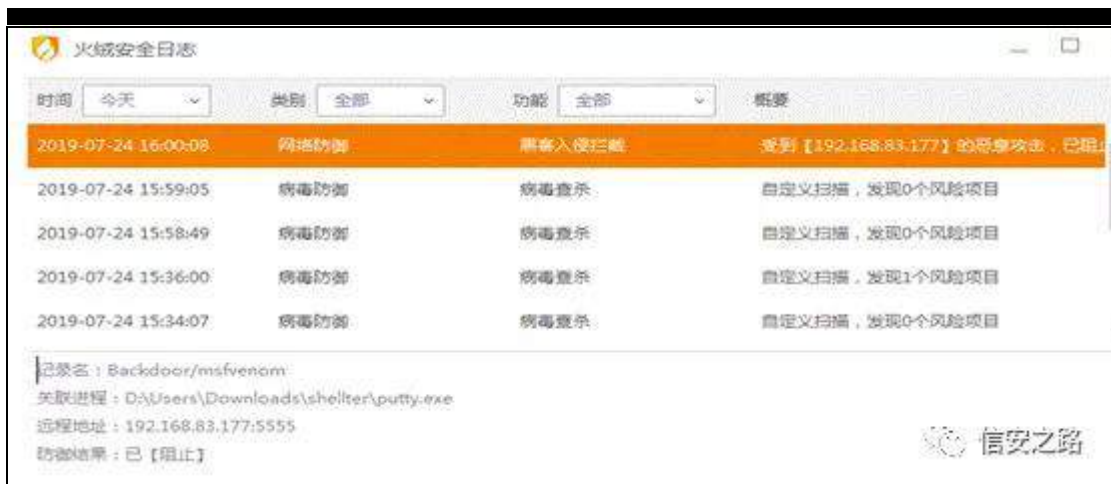 火绒安全日志
时间 今天 类别 全部 功能 全部 概要
2019-07-24 16:00:08 网络防御 黑客入侵拦截 受到【192.168.83.177】的恶意攻击，已阻止
2019-07-24 15:59:05 病毒防御 病毒查杀 自定义扫描，发现0个风险项目
2019-07-24 15:58:49 病毒防御 病毒查杀 自定义扫描，发现0个风险项目
2019-07-24 15:36:00 病毒防御 病毒查杀 自定义扫描，发现1个风险项目
2019-07-24 15:34:07 病毒防御 病毒查杀 自定义扫描，发现0个风险项目
记录名：Backdoor/msfvenom
关联进程：D:\Users\Downloads\shellter\putty.exe
远程地址：192.168.83.177:5555
防御结果：已【阻止】
信安之路